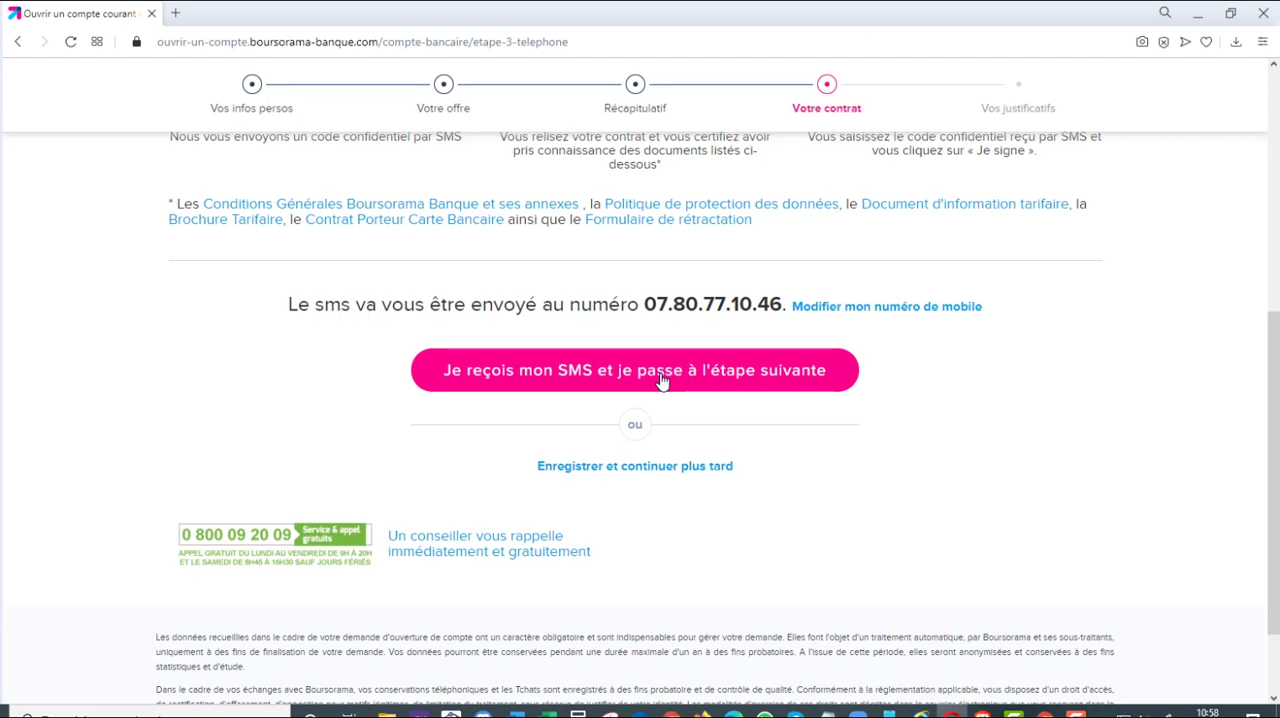 Ouvrir un compte courant
ouvrir-un-compte.boursorama-banque.com/compte-bancaire/etape-3-telephone
Vos infos persos
Votre offre
Récapitulatif
Votre contrat
Vos justificatifs
Nous vous envoyons un code confidentiel par SMS
Vous relisez votre contrat et vous certifiez avoir
pris connaissance des documents listés ci-
dessous*
Vous saisissez le code confidentiel reçu par SMS et
vous cliquez sur « Je signe ».
* Les Conditions Générales Boursorama Banque et ses annexes , la Politique de protection des données, le Document d'information tarifaire, la
Brochure Tarifaire, le Contrat Porteur Carte Bancaire ainsi que le Formulaire de rétractation
Le sms va vous être envoyé au numéro 07.80.77.10.46. Modifier mon numéro de mobile
Je reçois mon SMS et je passe à l'étape suivante
ou
Enregistrer et continuer plus tard
0 800 09 20 09 Service & appel gratuits
APPEL GRATUIT DU LUNDI AU VENDREDI DE 9H À 20H
ET LE SAMEDI DE 8H45 À 16H30 SAUF JOURS FÉRIÉS
Un conseiller vous rappelle
immédiatement et gratuitement
Les données recueillies dans le cadre de votre demande d'ouverture de compte ont un caractère obligatoire et sont indispensables pour gérer votre demande. Elles font l'objet d'un traitement automatique, par Boursorama et ses sous-traitants,
uniquement à des fins de finalisation de votre demande. Vos données pourront être conservées pendant une durée maximale d'un an à des fins probatoires. A l'issue de cette période, elles seront anonymisées et conservées à des fins
statistiques et d'étude.
Dans le cadre de vos échanges avec Boursorama, vos conservations téléphoniques et les Tchats sont enregistrés à des fins probatoire et de contrôle de qualité. Conformément à la réglementation applicable, vous disposez d'un droit d'accès,
10:58